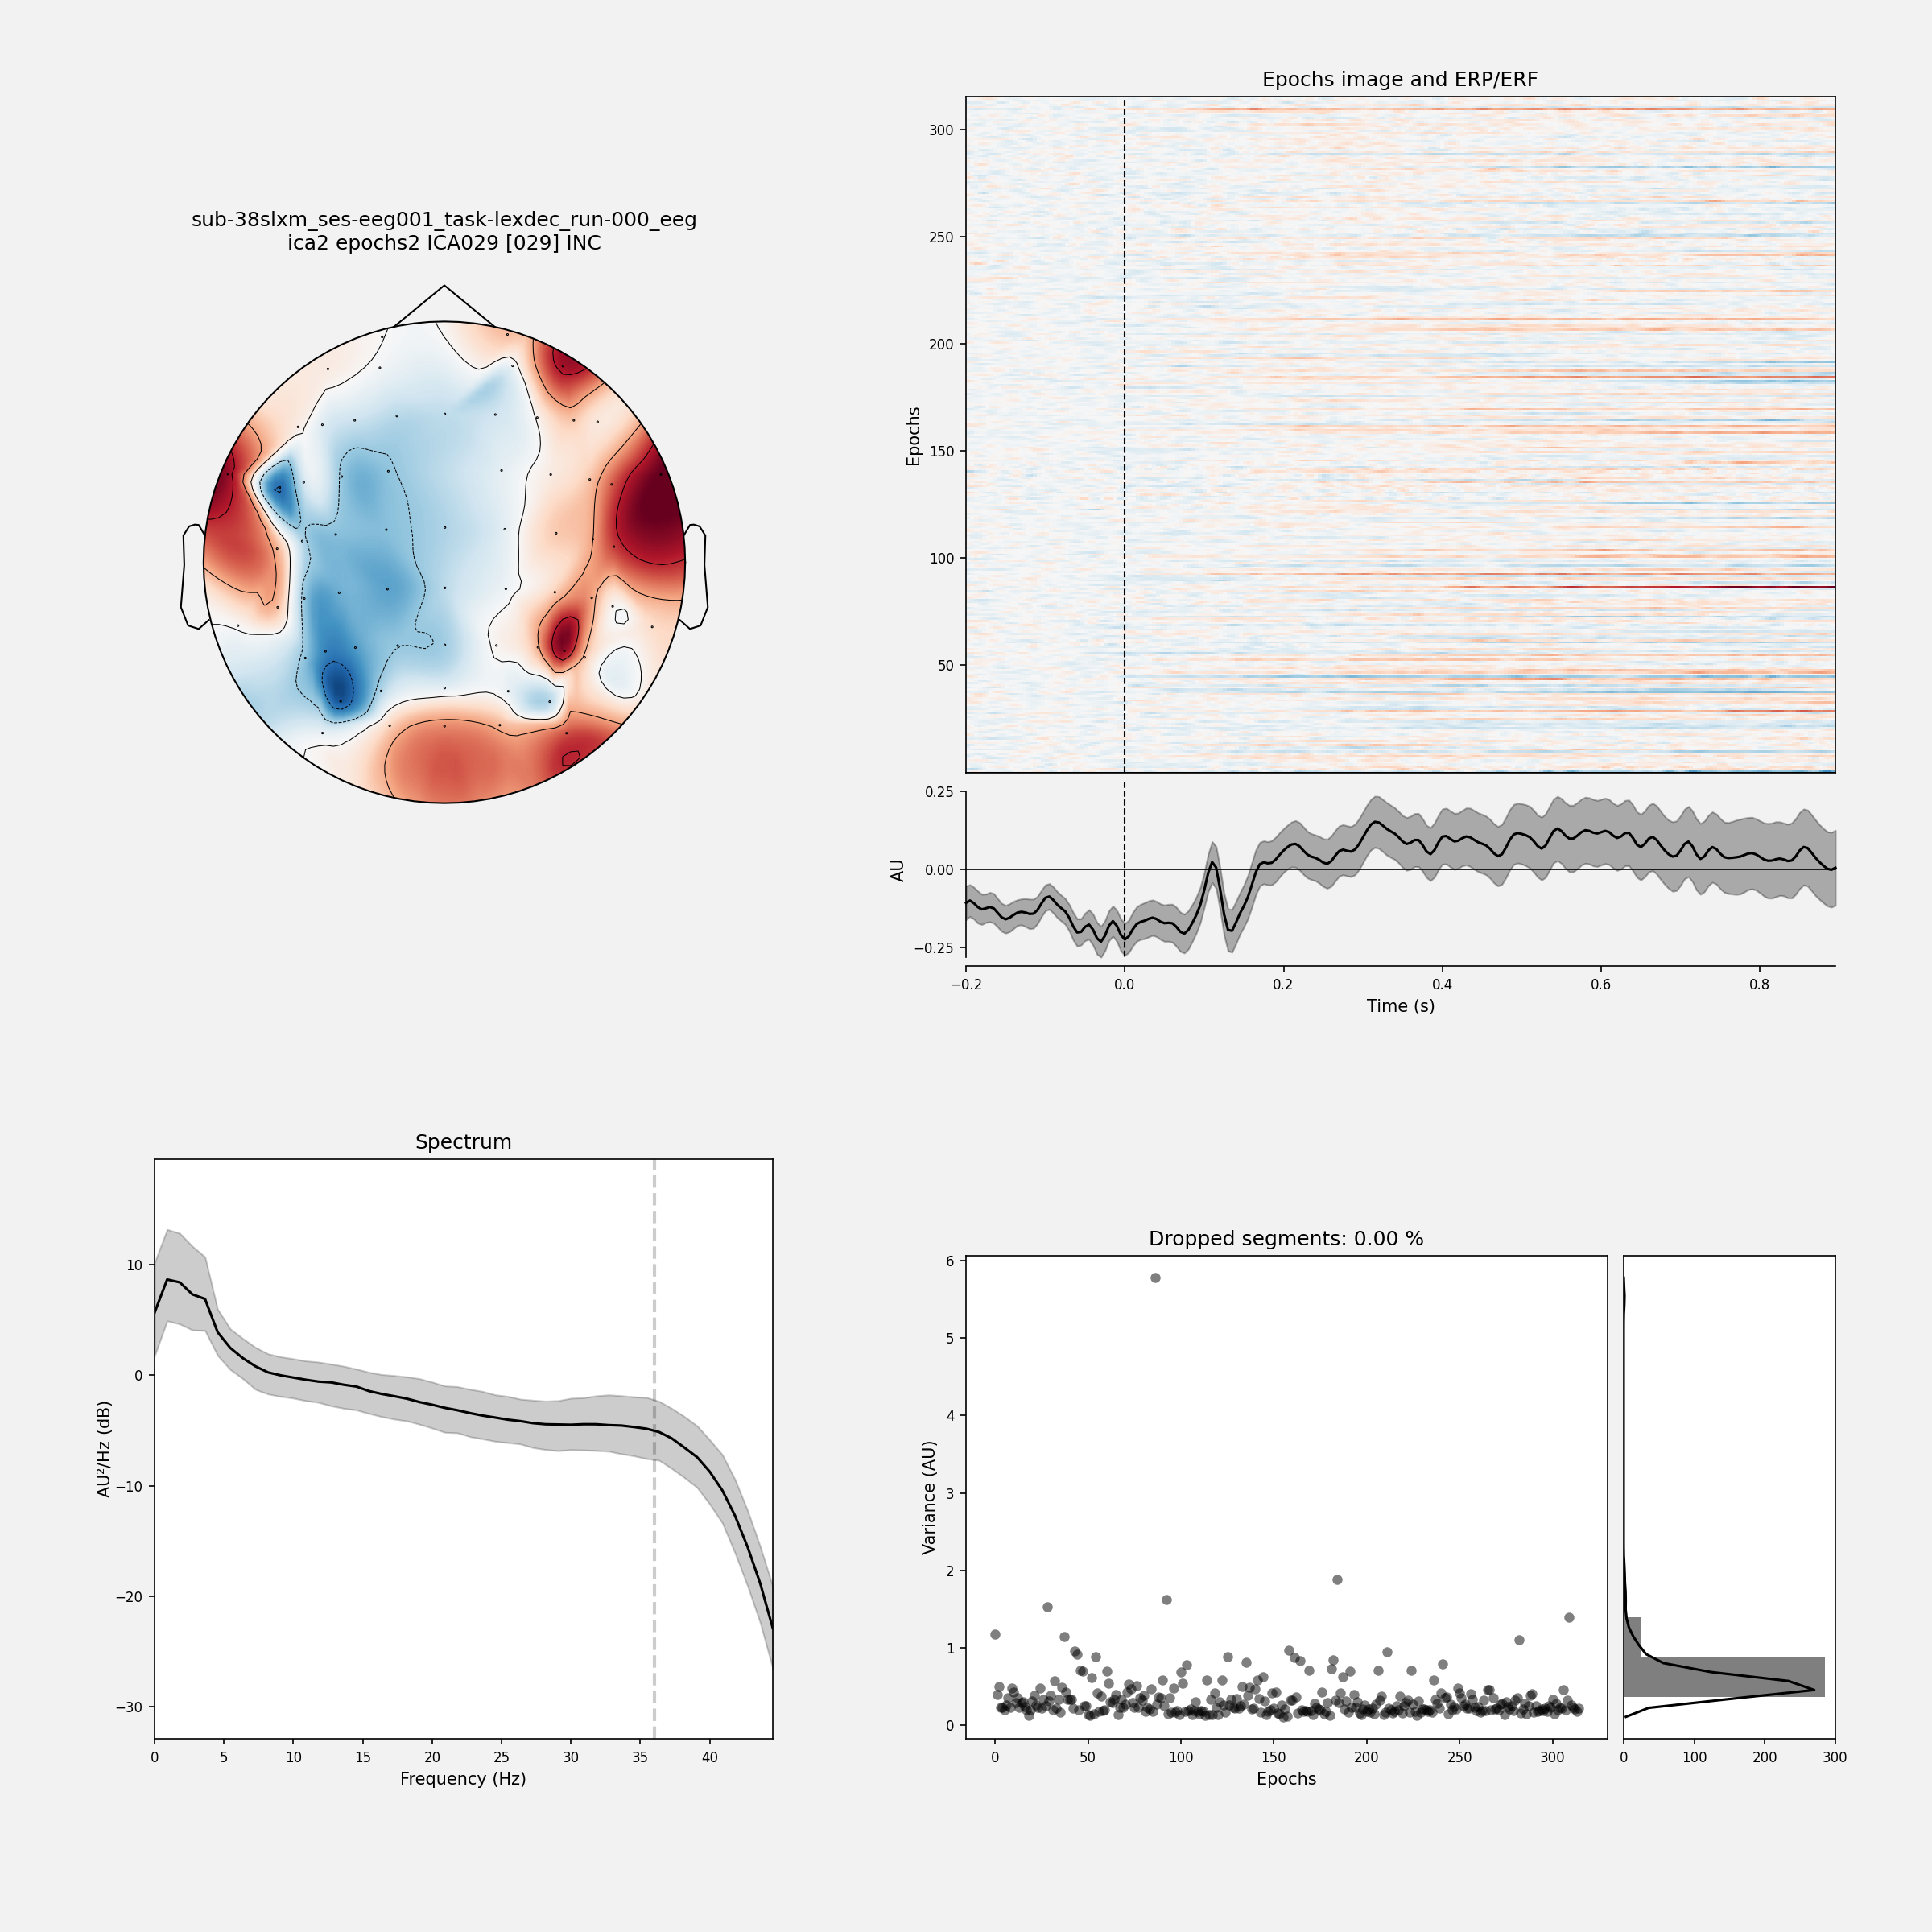 Epochs image and ERP/ERF
sub-38slxm_ses-eeg001_task-lexdec_run-000_eeg
ica2 epochs2 ICA029 [029] INC
Epochs
300
250
200
150
100
50
AU
0.25
0.00
−0.25
−0.2 0.0 0.2 0.4 0.6 0.8
Time (s)
Spectrum
AU²/Hz (dB)
10
0
−10
−20
−30
0 5 10 15 20 25 30 35 40
Frequency (Hz)
Dropped segments: 0.00 %
Variance (AU)
6
5
4
3
2
1
0
0 50 100 150 200 250 300
Epochs
0 100 200 300